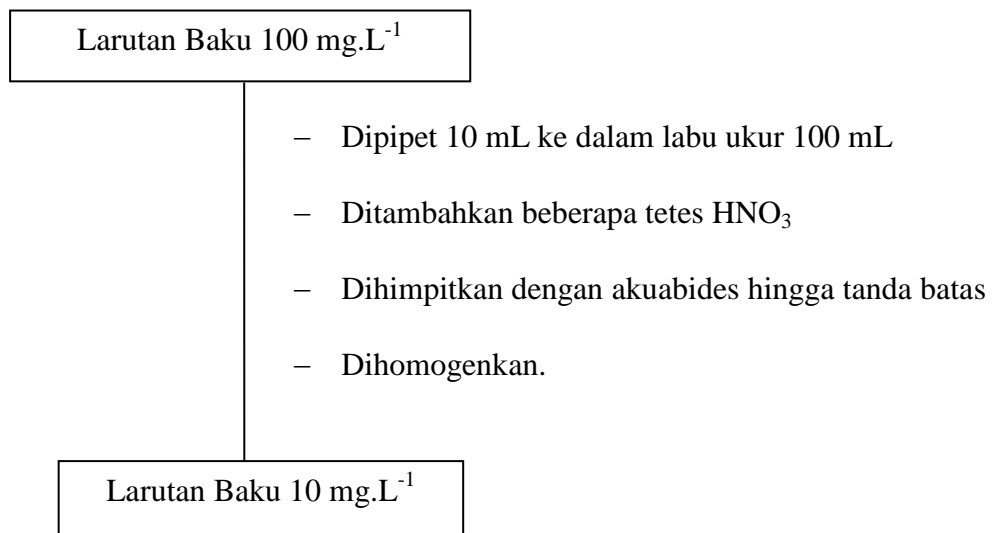 Larutan Baku 100 mg.L⁻¹
– Dipipet 10 mL ke dalam labu ukur 100 mL
– Ditambahkan beberapa tetes HNO₃
– Dihimpitkan dengan akuabides hingga tanda batas
– Dihomogenkan.
Larutan Baku 10 mg.L⁻¹